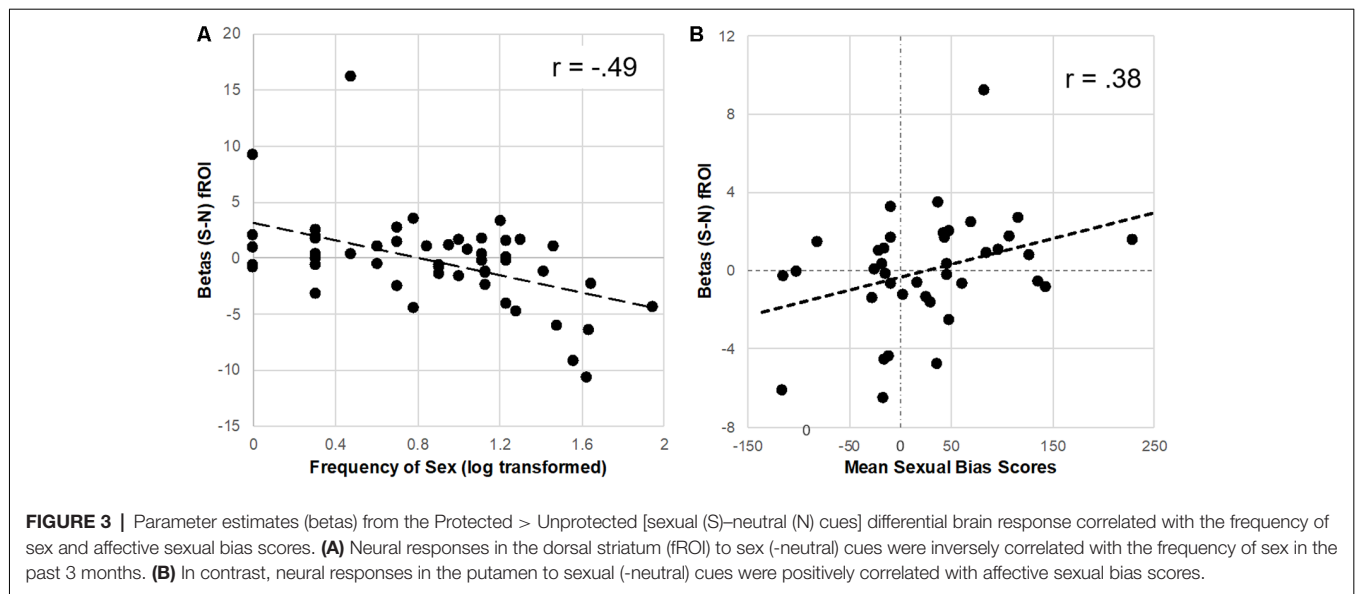 A
20
15
10
5
0
-5
-10
-15
Betas (S-N) fROI
r = -.49
0 0.4 0.8 1.2 1.6 2
Frequency of Sex (log transformed)
B
12
8
4
0
-4
-8
Betas (S-N) fROI
r = .38
0
-150 -50 0 50 150 250
Mean Sexual Bias Scores
FIGURE 3 | Parameter estimates (betas) from the Protected > Unprotected [sexual (S)–neutral (N) cues] differential brain response correlated with the frequency of
sex and affective sexual bias scores. (A) Neural responses in the dorsal striatum (fROI) to sex (-neutral) cues were inversely correlated with the frequency of sex in the
past 3 months. (B) In contrast, neural responses in the putamen to sexual (-neutral) cues were positively correlated with affective sexual bias scores.